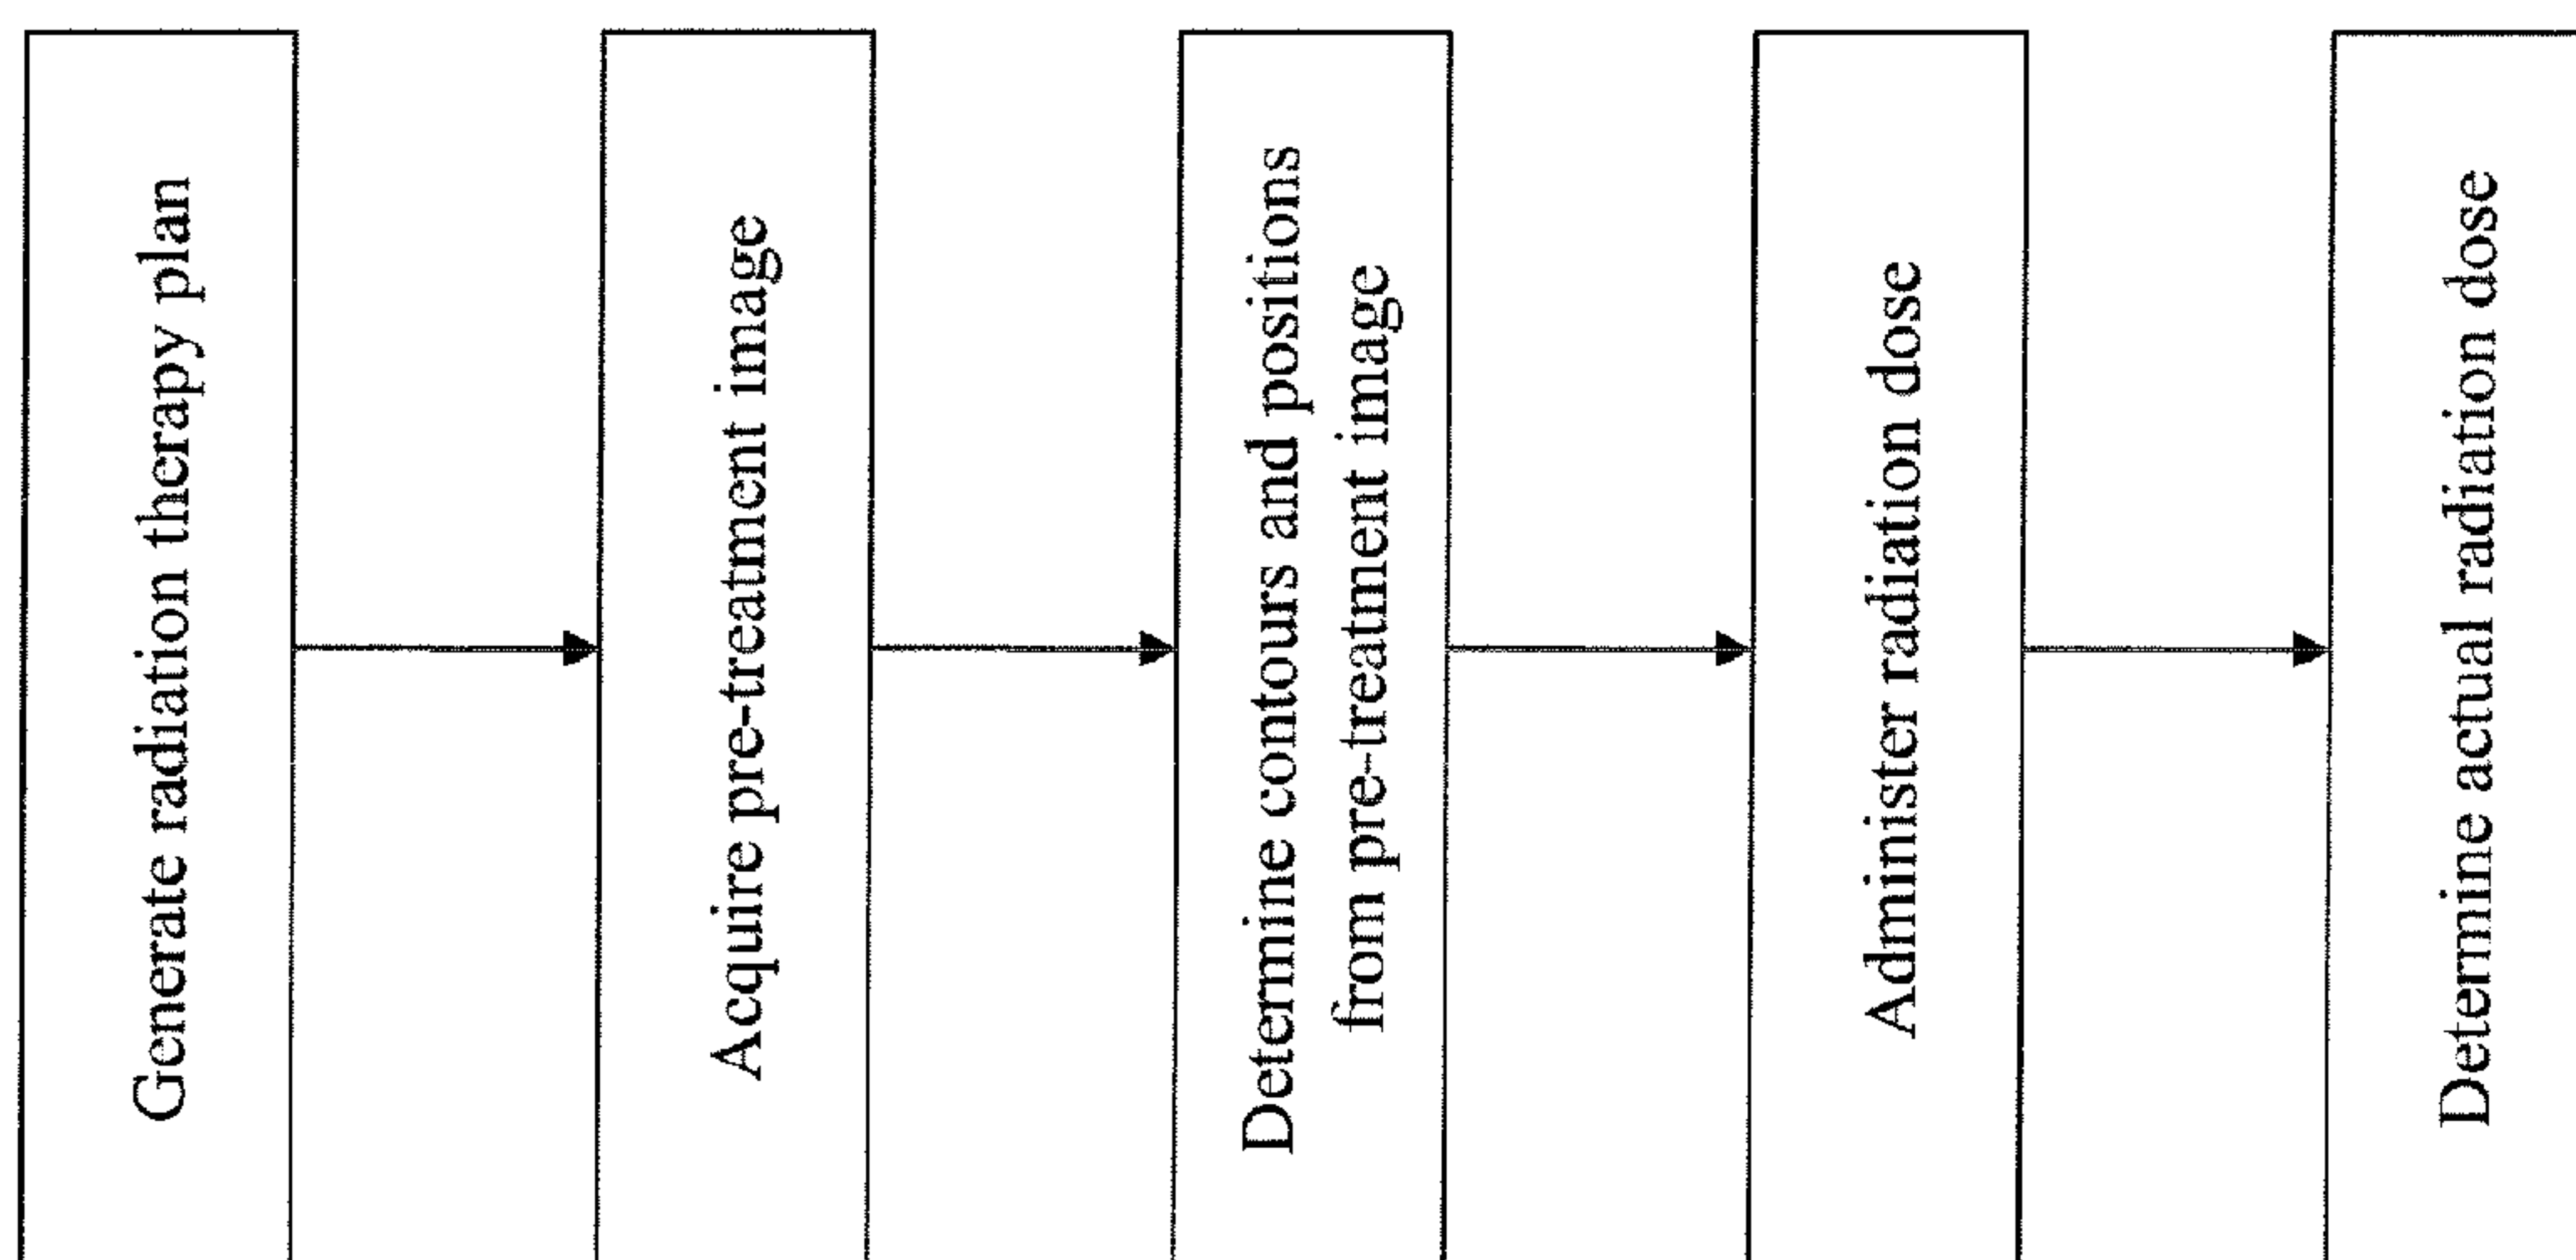 Generate radiation therapy plan
Acquire pre-treatment image
Determine contours and positions
from pre-treatment image
Administer radiation dose
Determine actual radiation dose